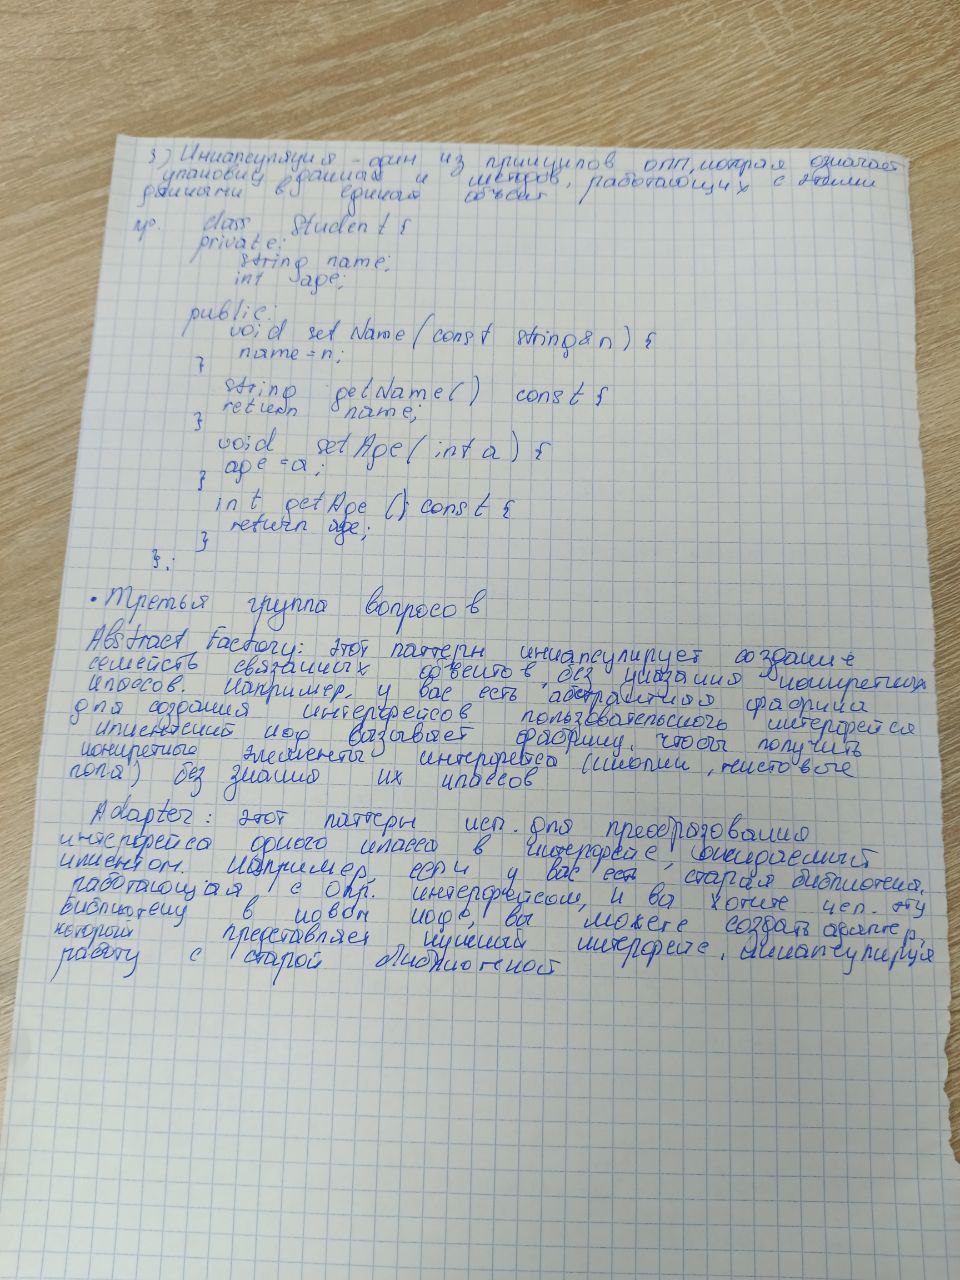 3) Инкапсуляция - один из принципов ОПП, которая означает
упаковку данных и методов, работающих с этими
данными в единый объект
пр. class Student {
private:
string name;
int age;
public:
void setName (const string& n) {
name = n;
}
string getName() const {
return name;
}
void setAge (int a) {
age = a;
}
int getAge () const {
return age;
}
};
• Третья группа вопросов
Abstract Factory: Этот паттерн инкапсулирует создание
семейств связанных объектов, без указания конкретных
классов. Например, у вас есть абстрактная фабрика
для создания интерфейсов пользовательского интерфейса
клиентский код вызывает фабрику, чтобы получить
конкретные элементы интерфейса (кнопки, текстовые
поля) без знания их классов
Adapter: Этот паттерн исп. для преобразования
интерфейса одного класса в интерфейс, ожидаемый
клиентом. Например, если у вас есть старая библиотека,
работающая с опр. интерфейсом, и вы хотите исп. эту
библиотеку в новом коде, вы можете создать адаптер,
который представляет нужный интерфейс, инкапсулируя
работу с старой библиотекой